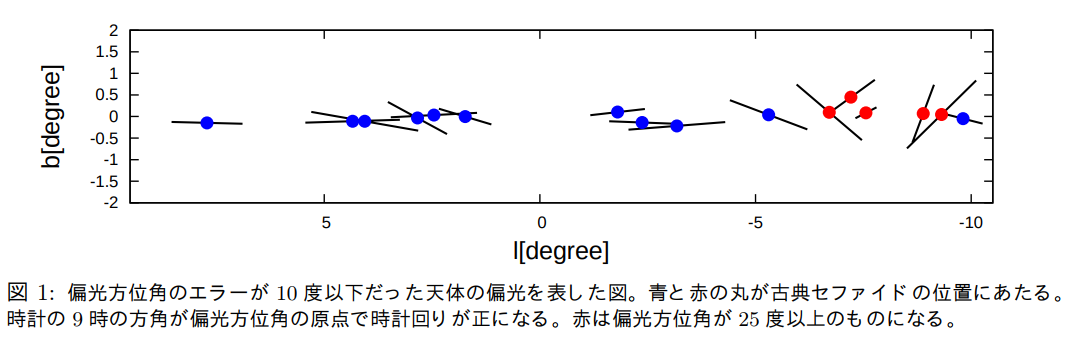 2
1.5
1
0.5
0
-0.5
-1
-1.5
-2
b[degree]
5 0 -5 -10
l[degree]
図 1: 偏光方位角のエラーが 10 度以下だった天体の偏光を表した図。青と赤の丸が古典セファイドの位置にあたる。
時計の 9 時の方角が偏光方位角の原点で時計回りが正になる。赤は偏光方位角が 25 度以上のものになる。